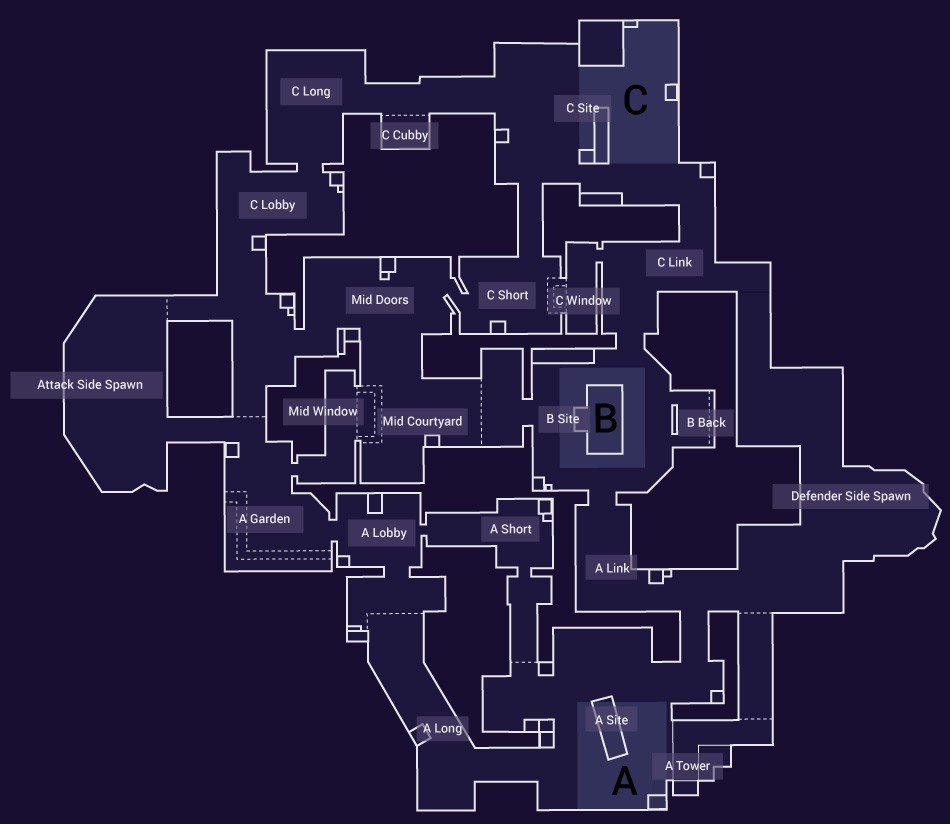 C Long
C
C Site
C Cubby
C Lobby
C Link
Mid Doors
C Short
C Window
Attack Side Spawn
Mid Window
Mid Courtyard
B Site
B
B Back
Defender Side Spawn
A Garden
A Lobby
A Short
A Link
A Long
A Site
A Tower
A